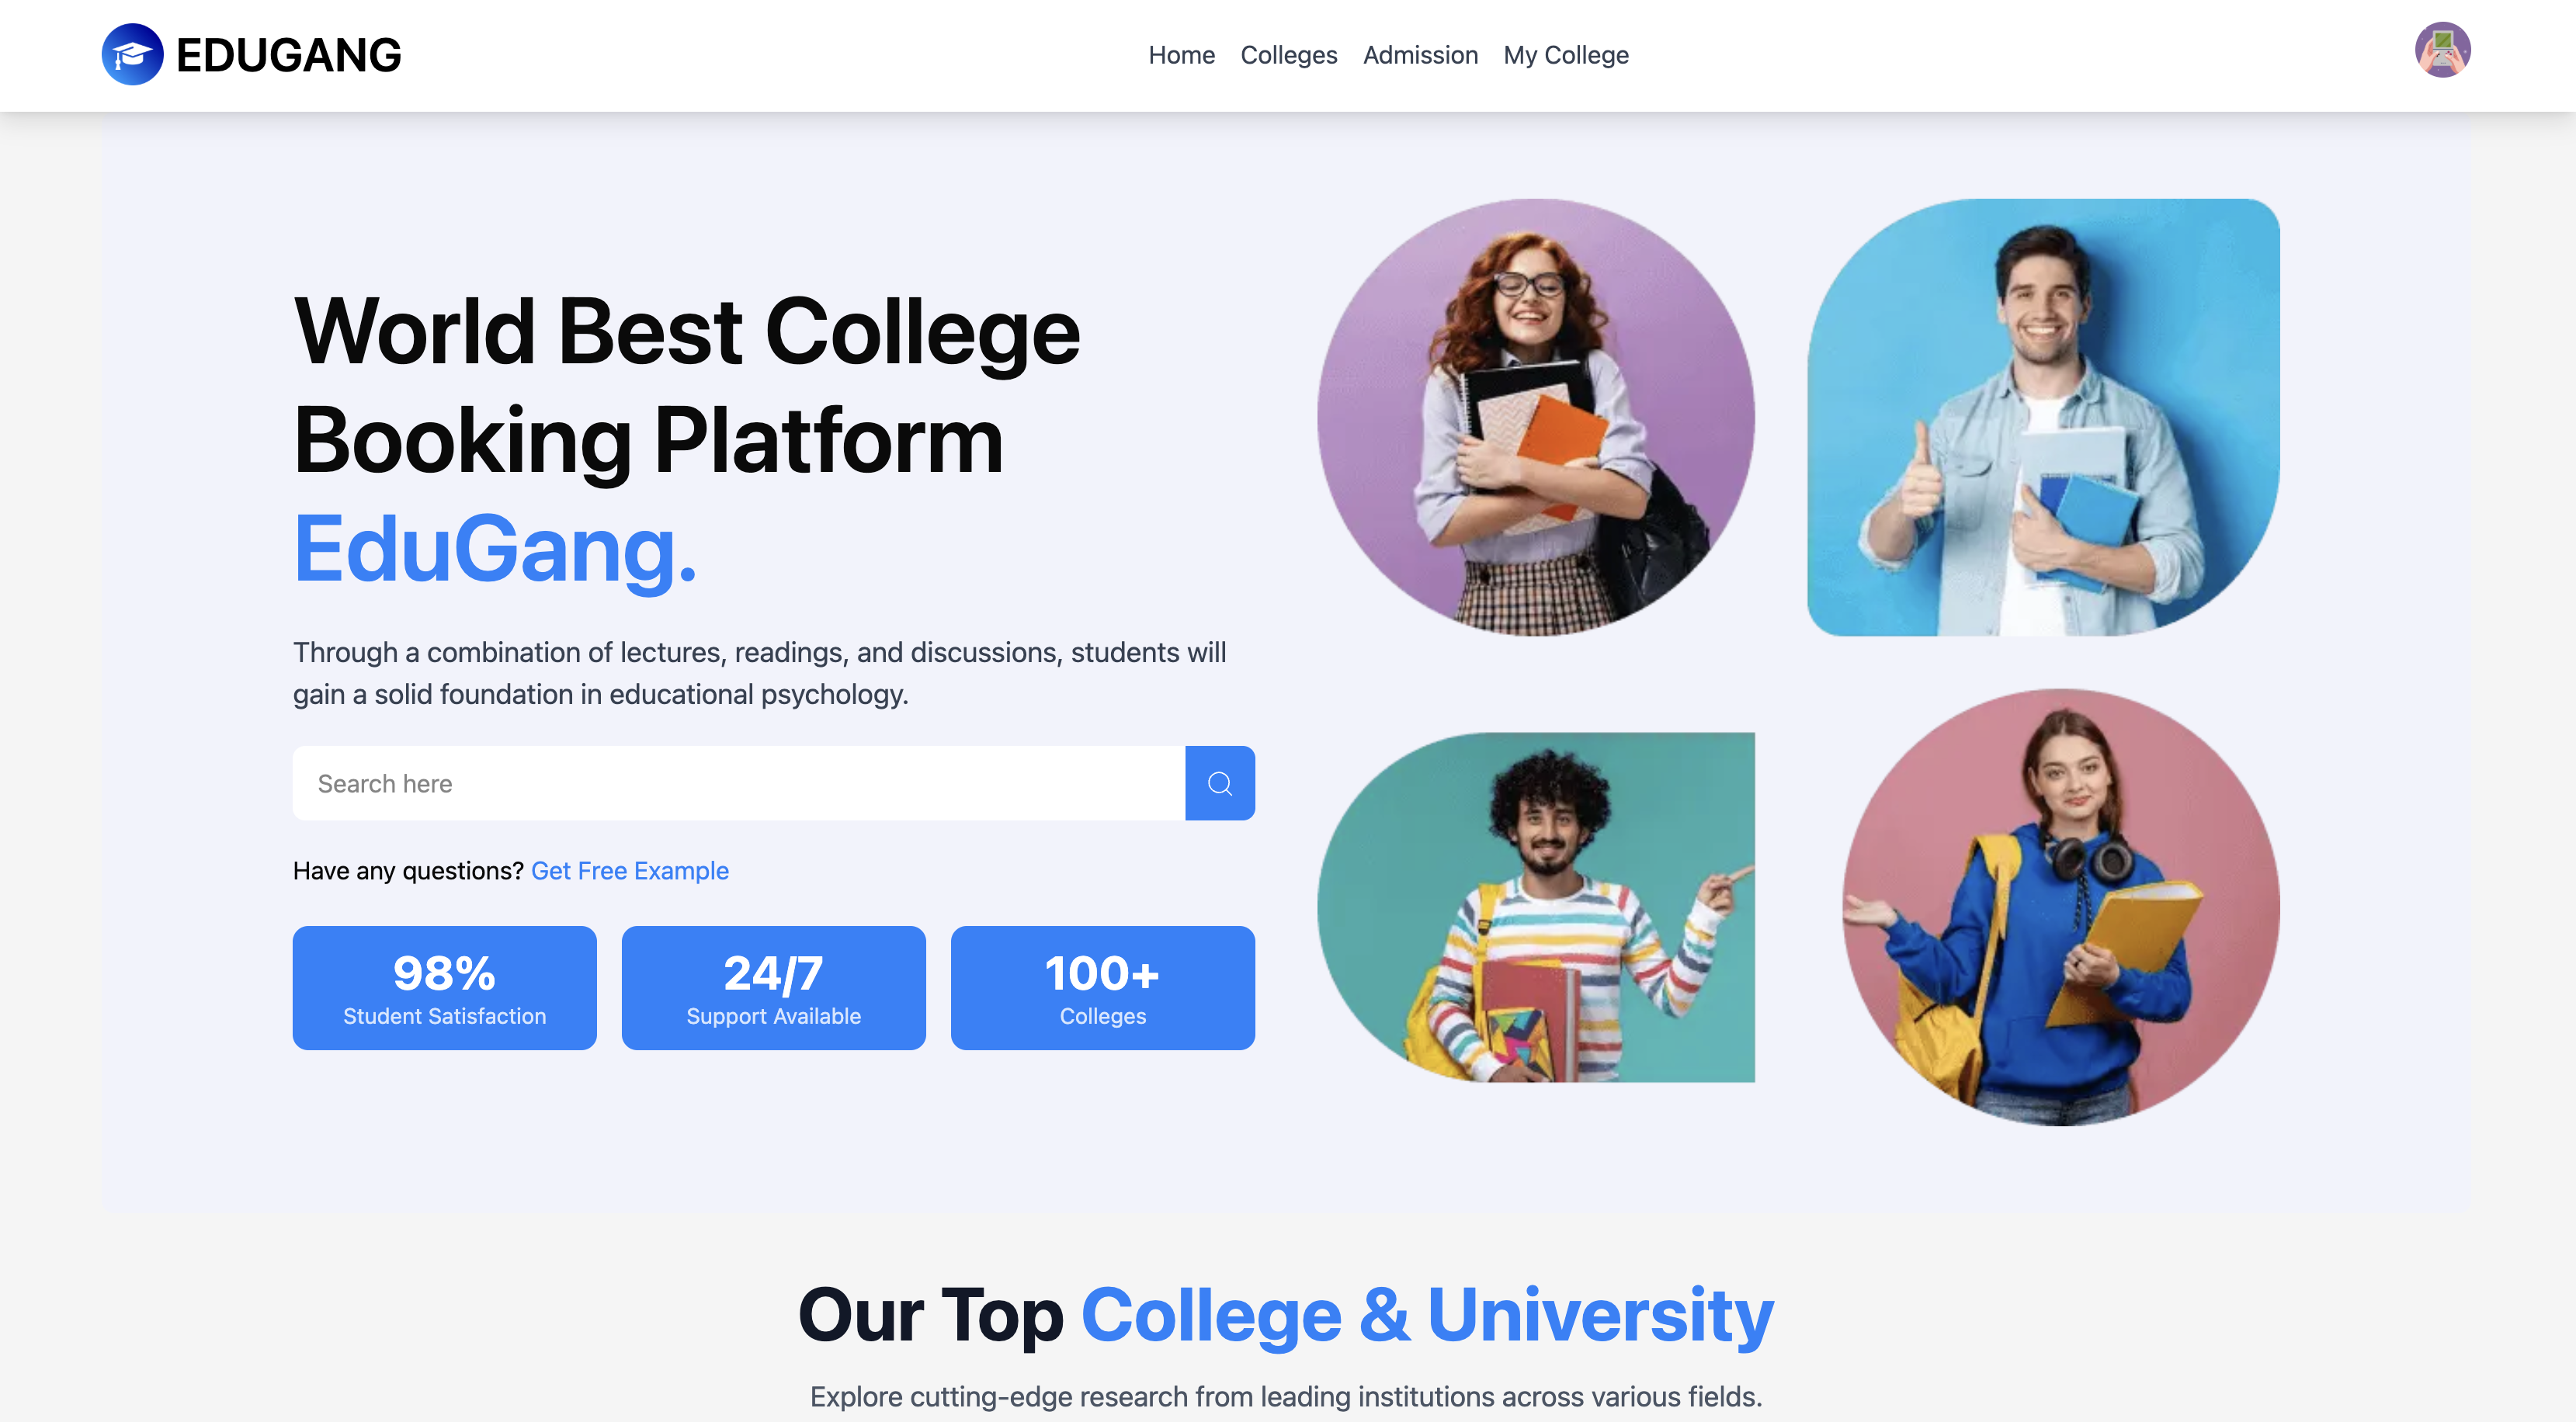 EDUGANG
Home
Colleges
Admission
My College
World Best College
Booking Platform
EduGang.
Through a combination of lectures, readings, and discussions, students will
gain a solid foundation in educational psychology.
Search here
Have any questions? Get Free Example
98%
Student Satisfaction
24/7
Support Available
100+
Colleges
Our Top College & University
Explore cutting-edge research from leading institutions across various fields.